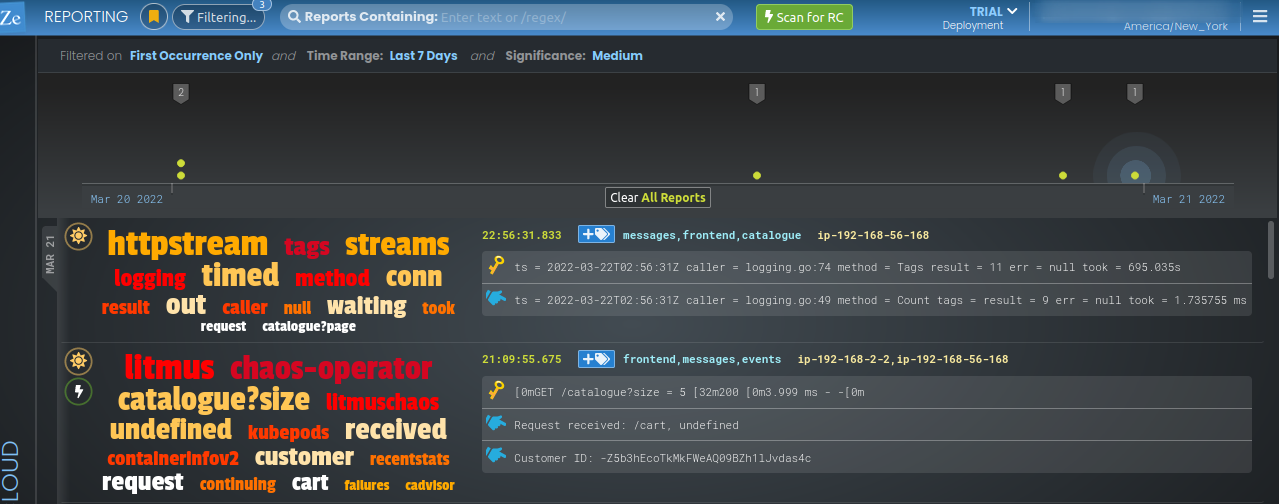 Ze REPORTING Filtering... 3 Reports Containing: Enter text or /regex/ Scan for RC TRIAL
Deployment America/New_York
Filtered on First Occurrence Only and Time Range: Last 7 Days and Significance: Medium
2 1 1 1
Mar 20 2022 Clear All Reports Mar 21 2022
MAR 21
httpstream tags streams
logging timed method conn
result out caller null waiting took
request catalogue?page
22:56:31.833 + messages,frontend,catalogue ip-192-168-56-168
ts = 2022-03-22T02:56:31Z caller = logging.go:74 method = Tags result = 11 err = null took = 695.035s
ts = 2022-03-22T02:56:31Z caller = logging.go:49 method = Count tags = result = 9 err = null took = 1.735755 ms
litmus chaos-operator
catalogue?size litmuschaos
undefined kubepods received
containerinfov2 customer recentstats
request continuing cart failures cadvisor
21:09:55.675 + frontend,messages,events ip-192-168-2-2,ip-192-168-56-168
[0mGET /catalogue?size = 5 [32m200 [0m3.999 ms - -[0m
Request received: /cart, undefined
Customer ID: -Z5b3hEcoTkMkFWeAQ09BZh1lJvdas4c
LOUD